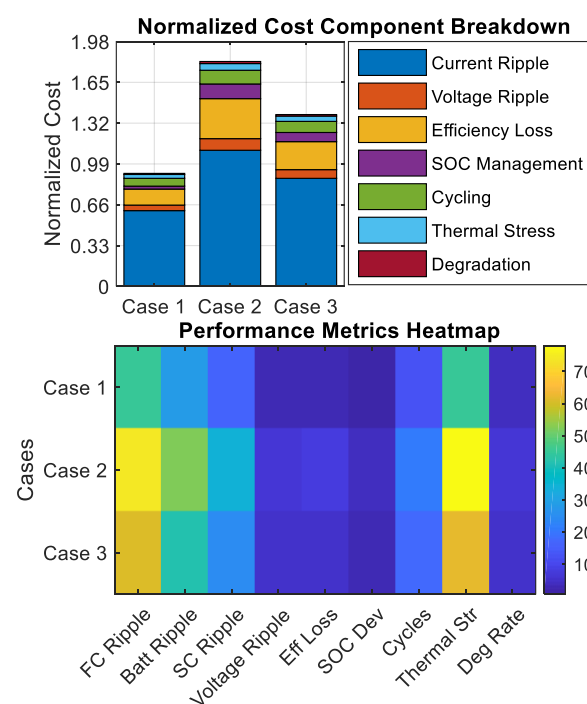 Normalized Cost Component Breakdown
Normalized Cost
1.98
1.65
1.32
0.99
0.66
0.33
0
Case 1 Case 2 Case 3
Current Ripple
Voltage Ripple
Efficiency Loss
SOC Management
Cycling
Thermal Stress
Degradation
Performance Metrics Heatmap
Cases
Case 1
Case 2
Case 3
FC Ripple
Batt Ripple
SC Ripple
Voltage Ripple
Eff Loss
SOC Dev
Cycles
Thermal Str
Deg Rate
70
60
50
40
30
20
10